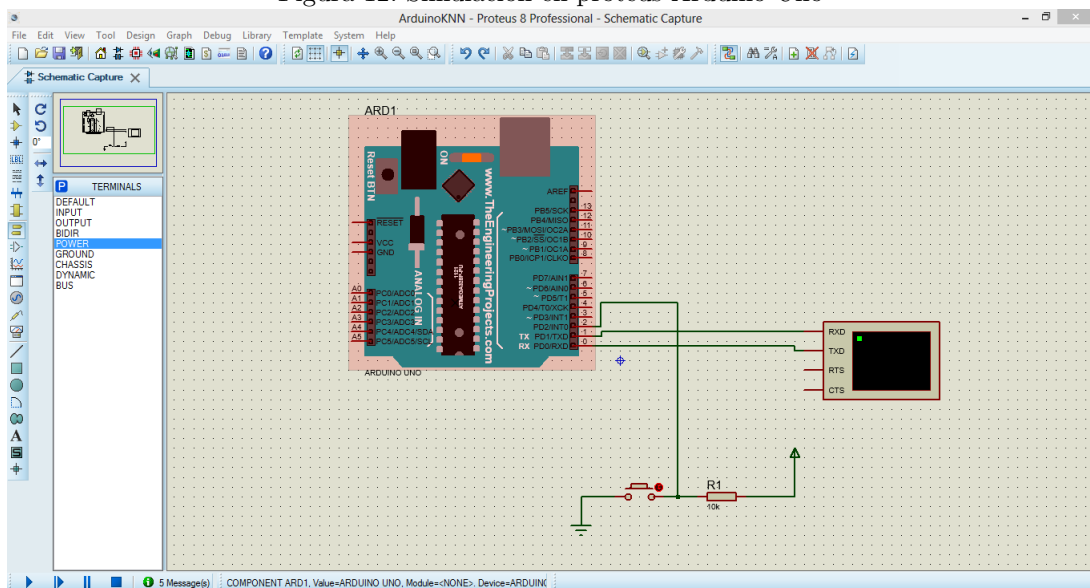 Figura 12: Simulación en proteus Arduino Uno
ArduinoKNN - Proteus 8 Professional - Schematic Capture
File Edit View Tool Design Graph Debug Library Template System Help
Schematic Capture
0°
P TERMINALS
DEFAULT
INPUT
OUTPUT
BIDIR
POWER
GROUND
CHASSIS
DYNAMIC
BUS
ARD1
Reset BTN
ON
www.TheEngineeringProjects.com
ANALOG IN
RESET
VCC
GND
A0 PC0/ADC0
A1 PC1/ADC1
A2 PC2/ADC2
A3 PC3/ADC3
A4 PC4/ADC4/SDA
A5 PC5/ADC5/SCL
AREF
PB5/SCK 13
PB4/MISO 12
~PB3/MOSI/OC2A 11
~PB2/SS/OC1B 10
~PB1/OC1A 9
PB0/ICP1/CLKO 8
PD7/AIN1 7
~PD6/AIN0 6
~PD5/T1 5
PD4/T0/XCK 4
~PD3/INT1 3
PD2/INT0 2
TX PD1/TXD 1
RX PD0/RXD 0
ARDUINO UNO
RXD
TXD
RTS
CTS
R1
10k
5 Message(s)
COMPONENT ARD1, Value=ARDUINO UNO, Module=<NONE>. Device=ARDUIN